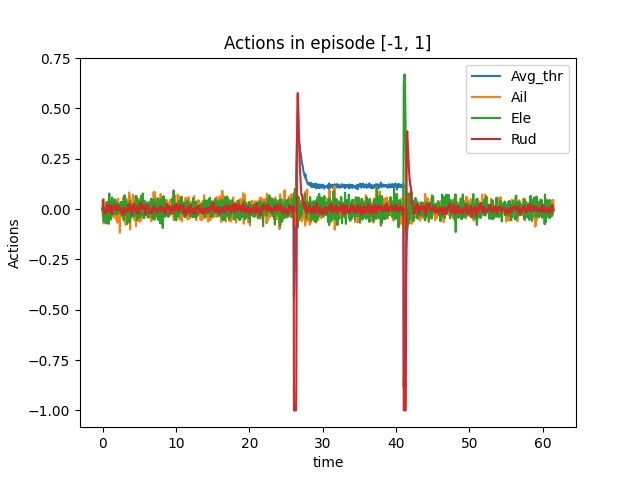 Actions in episode [-1, 1]
Avg_thr
Ail
Ele
Rud
0.75
0.50
0.25
0.00
−0.25
−0.50
−0.75
−1.00
Actions
0 10 20 30 40 50 60
time